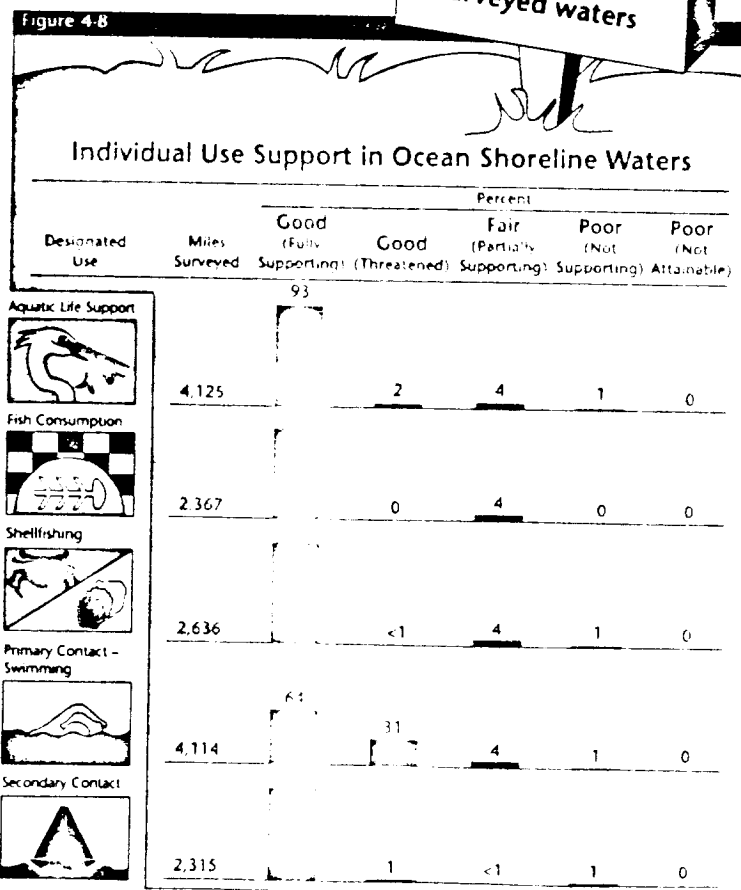 surveyed waters
Figure 4-8
Individual Use Support in Ocean Shoreline Waters
Percent
Designated Use
Miles Surveyed
Good (Fully Supporting)
Good (Threatened)
Fair (Partially Supporting)
Poor (Not Supporting)
Poor (Not Attainable)
93
Aquatic Life Support
4,125 2 4 1 0
Fish Consumption
2,367 0 4 0 0
Shellfishing
2,636 <1 4 1 0
Primary Contact –
Swimming
64
31
4,114 4 1 0
Secondary Contact
2,315 1 <1 1 0